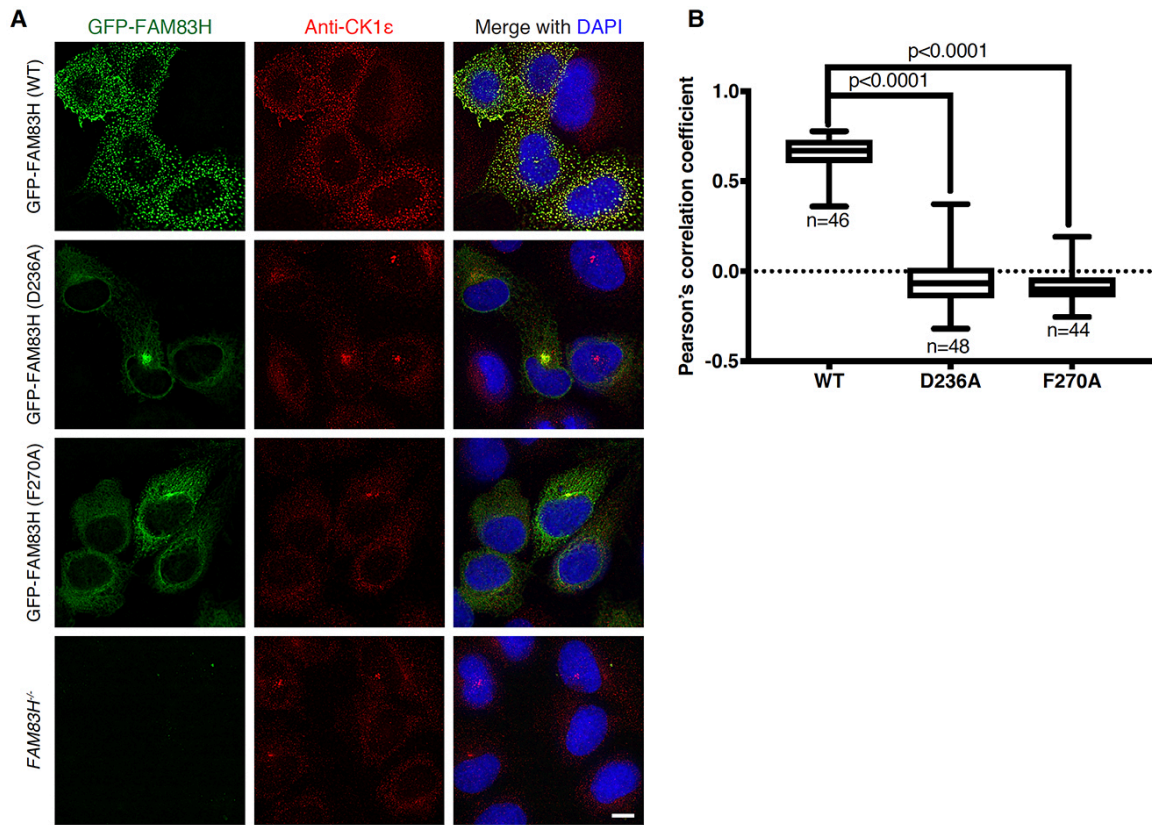 A
GFP-FAM83H
Anti-CK1ε
Merge with DAPI
GFP-FAM83H (WT)
GFP-FAM83H (D236A)
GFP-FAM83H (F270A)
FAM83H-/-
B
p<0.0001
p<0.0001
Pearson's correlation coefficient
1.0
0.5
0.0
-0.5
n=46
n=48
n=44
WT
D236A
F270A